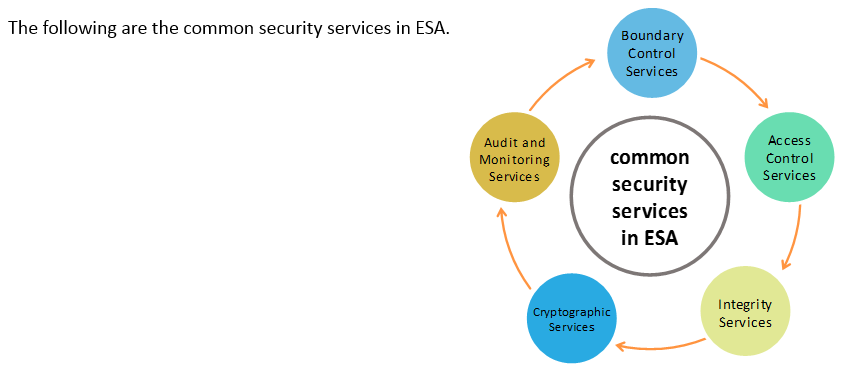 The following are the common security services in ESA.
Boundary
Control
Services
Access
Control
Services
Integrity
Services
Cryptographic
Services
Audit and
Monitoring
Services
common
security
services
in ESA